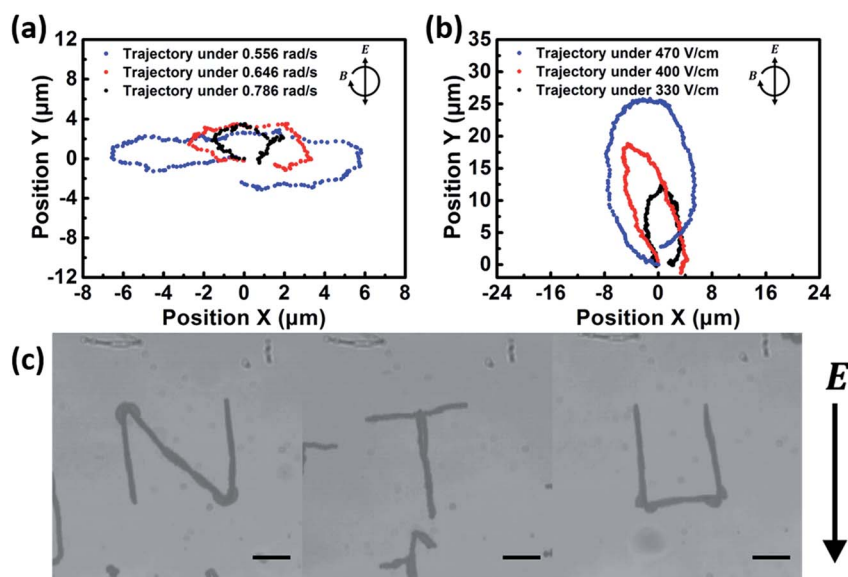 (a)
12
8
4
0
-4
-12
Position Y (µm)
-8 -6 -4 -2 0 2 4 6 8
Position X (µm)
Trajectory under 0.556 rad/s
Trajectory under 0.646 rad/s
Trajectory under 0.786 rad/s
E
B
(b)
35
30
25
20
15
10
5
0
Position Y (µm)
-24 -16 -8 0 8 16 24
Position X (µm)
Trajectory under 470 V/cm
Trajectory under 400 V/cm
Trajectory under 330 V/cm
E
B
(c)
N T U
E